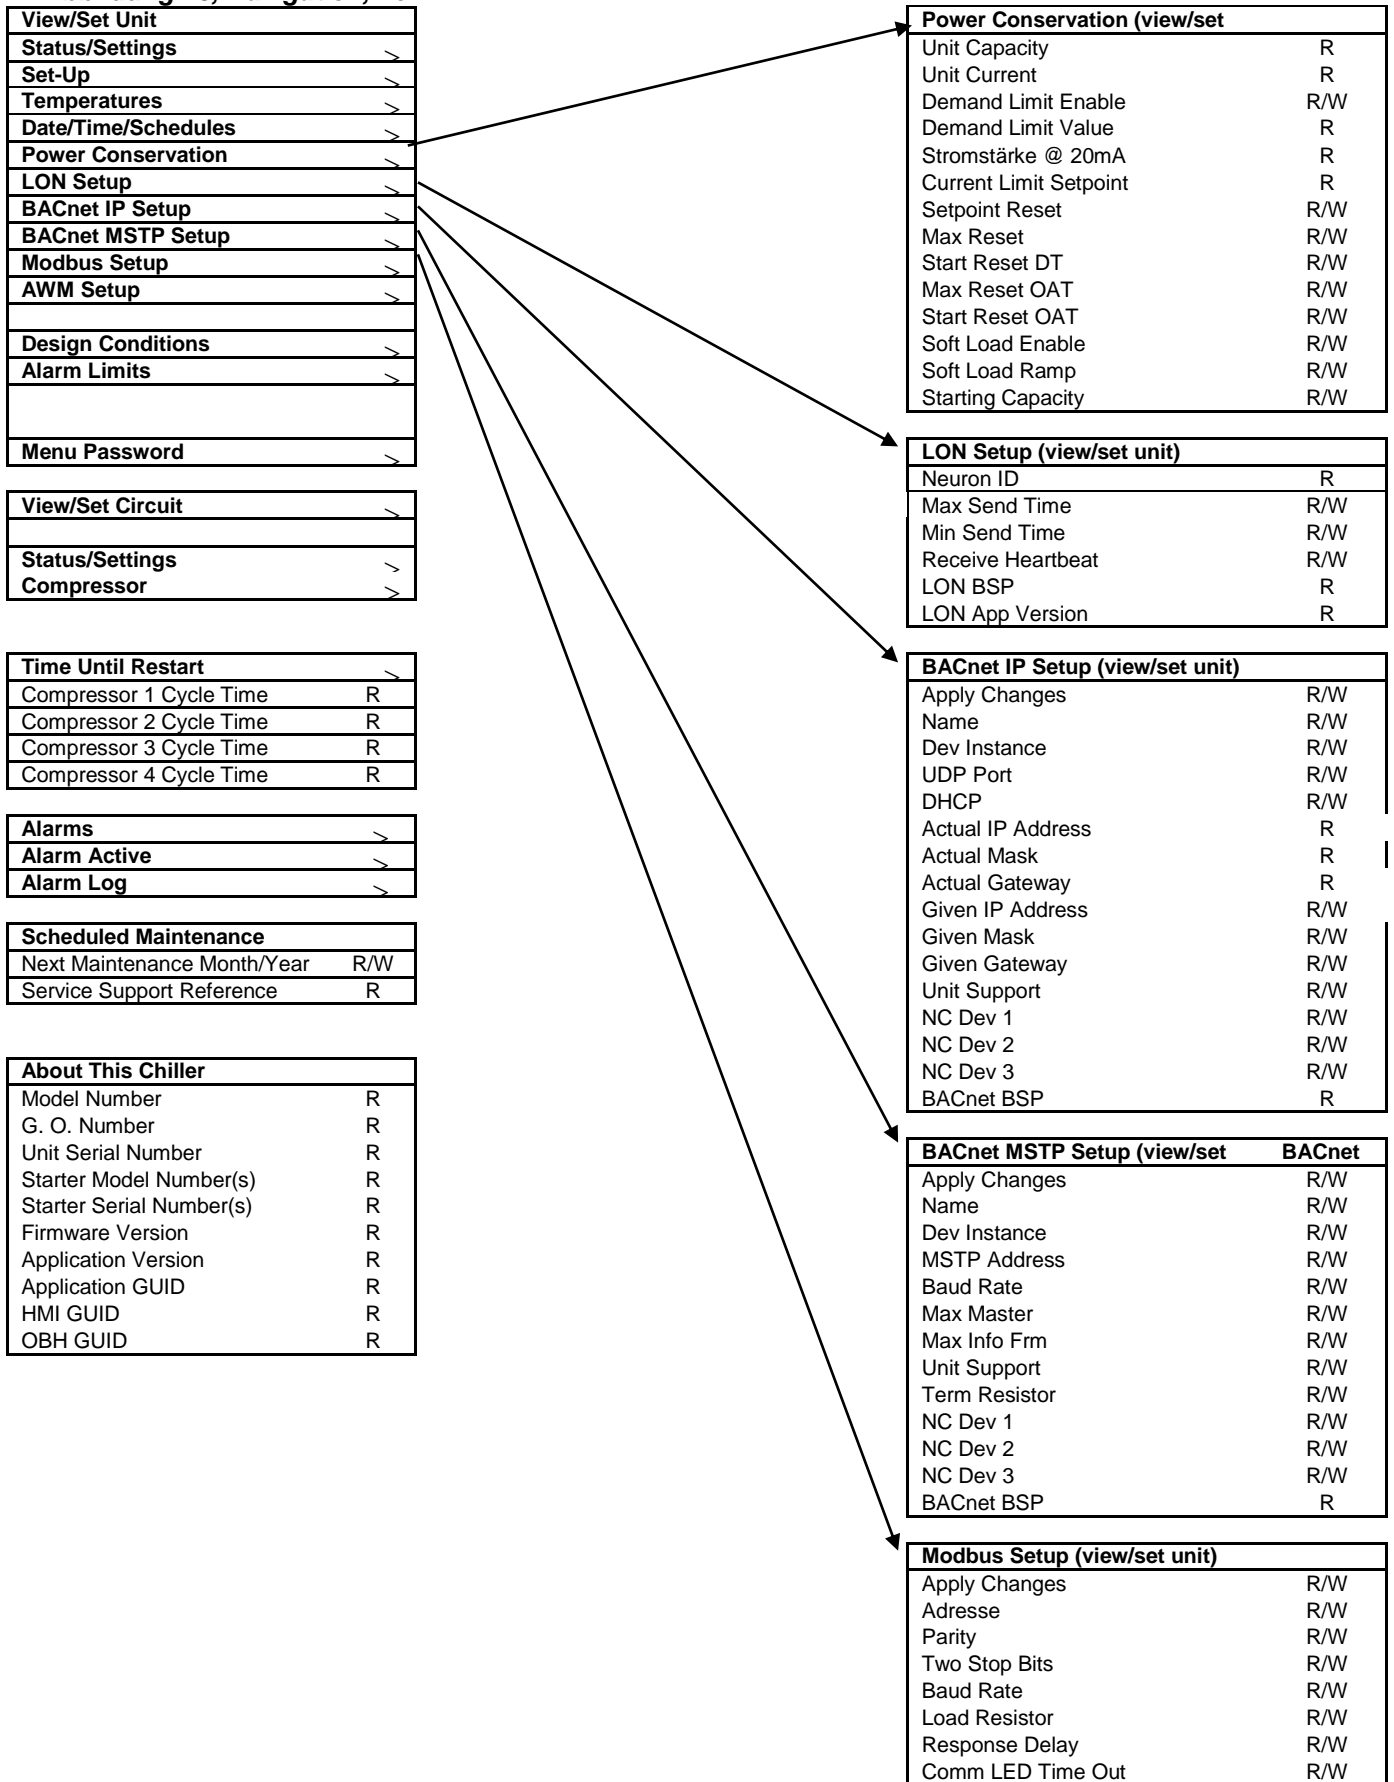 View/Set Unit
Status/Settings >
Set-Up >
Temperatures >
Date/Time/Schedules >
Power Conservation >
LON Setup >
BACnet IP Setup >
BACnet MSTP Setup >
Modbus Setup >
AWM Setup >
Design Conditions >
Alarm Limits >
Menu Password >
View/Set Circuit >
Status/Settings >
Compressor >
Time Until Restart >
Compressor 1 Cycle Time R
Compressor 2 Cycle Time R
Compressor 3 Cycle Time R
Compressor 4 Cycle Time R
Alarms >
Alarm Active >
Alarm Log >
Scheduled Maintenance
Next Maintenance Month/Year R/W
Service Support Reference R
About This Chiller
Model Number R
G. O. Number R
Unit Serial Number R
Starter Model Number(s) R
Starter Serial Number(s) R
Firmware Version R
Application Version R
Application GUID R
HMI GUID R
OBH GUID R
Power Conservation (view/set
Unit Capacity R
Unit Current R
Demand Limit Enable R/W
Demand Limit Value R
Stromstärke @ 20mA R
Current Limit Setpoint R
Setpoint Reset R/W
Max Reset R/W
Start Reset DT R/W
Max Reset OAT R/W
Start Reset OAT R/W
Soft Load Enable R/W
Soft Load Ramp R/W
Starting Capacity R/W
LON Setup (view/set unit)
Neuron ID R
Max Send Time R/W
Min Send Time R/W
Receive Heartbeat R/W
LON BSP R
LON App Version R
BACnet IP Setup (view/set unit)
Apply Changes R/W
Name R/W
Dev Instance R/W
UDP Port R/W
DHCP R/W
Actual IP Address R
Actual Mask R
Actual Gateway R
Given IP Address R/W
Given Mask R/W
Given Gateway R/W
Unit Support R/W
NC Dev 1 R/W
NC Dev 2 R/W
NC Dev 3 R/W
BACnet BSP R
BACnet MSTP Setup (view/set BACnet
Apply Changes R/W
Name R/W
Dev Instance R/W
MSTP Address R/W
Baud Rate R/W
Max Master R/W
Max Info Frm R/W
Unit Support R/W
Term Resistor R/W
NC Dev 1 R/W
NC Dev 2 R/W
NC Dev 3 R/W
BACnet BSP R
Modbus Setup (view/set unit)
Apply Changes R/W
Adresse R/W
Parity R/W
Two Stop Bits R/W
Baud Rate R/W
Load Resistor R/W
Response Delay R/W
Comm LED Time Out R/W